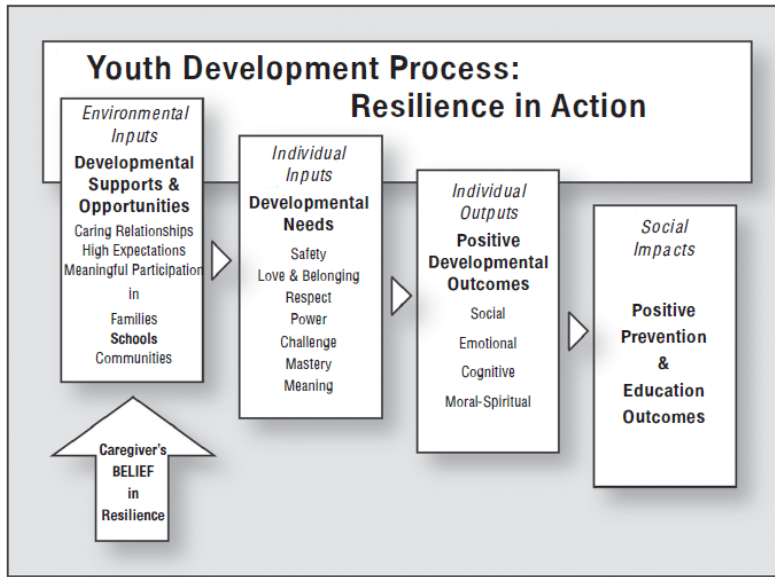 Youth Development Process:
Resilience in Action
Environmental
Inputs
Developmental
Supports &
Opportunities
Caring Relationships
High Expectations
Meaningful Participation
in
Families
Schools
Communities
Caregiver's
BELIEF
in
Resilience
Individual
Inputs
Developmental
Needs
Safety
Love & Belonging
Respect
Power
Challenge
Mastery
Meaning
Individual
Outputs
Positive
Developmental
Outcomes
Social
Emotional
Cognitive
Moral-Spiritual
Social
Impacts
Positive
Prevention
&
Education
Outcomes